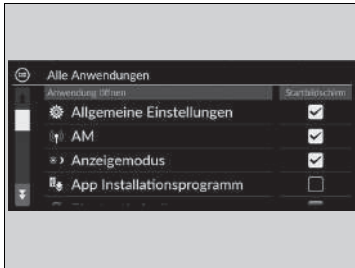 Alle Anwendungen
Anwendung öffnen Startbildschirm
Allgemeine Einstellungen
AM
Anzeigemodus
App Installationsprogramm